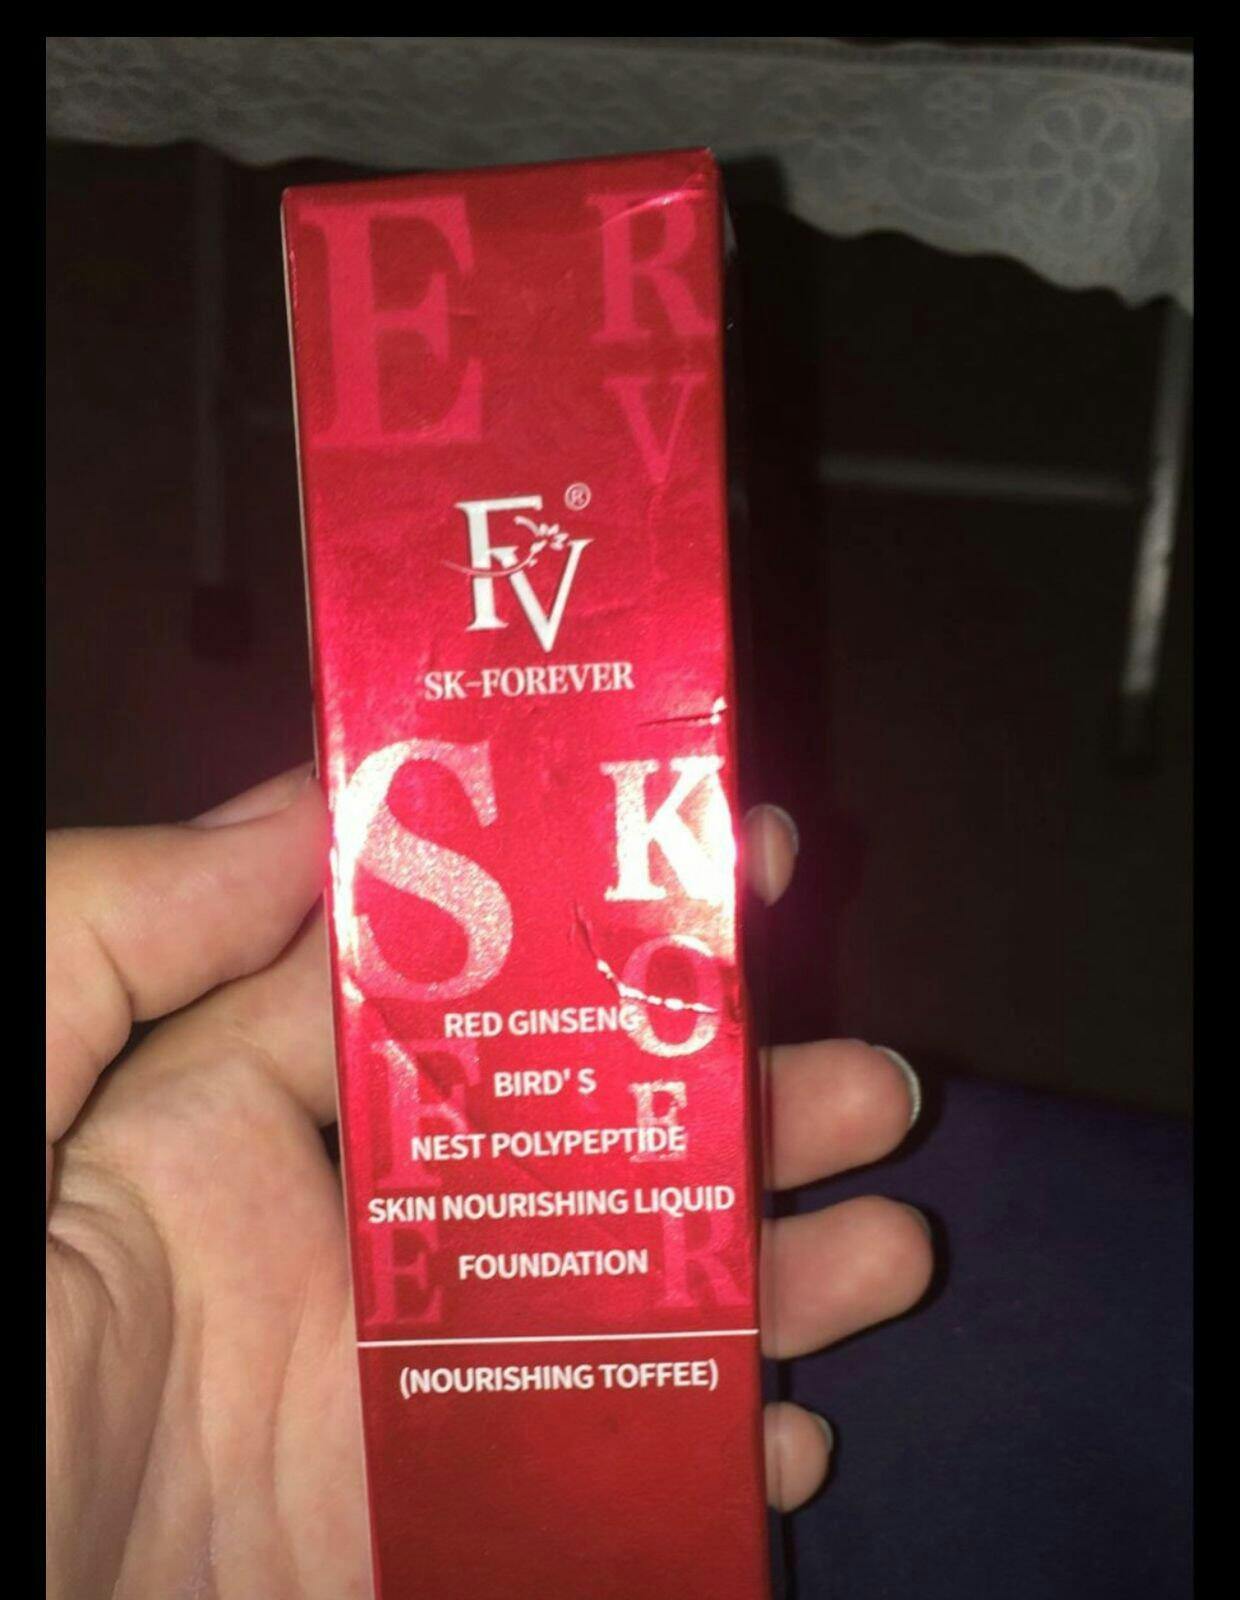 E R
V
FV®
SK-FOREVER
S K
O
RED GINSENG
BIRD' S
F E
NEST POLYPEPTIDE
SKIN NOURISHING LIQUID
E R
FOUNDATION
(NOURISHING TOFFEE)